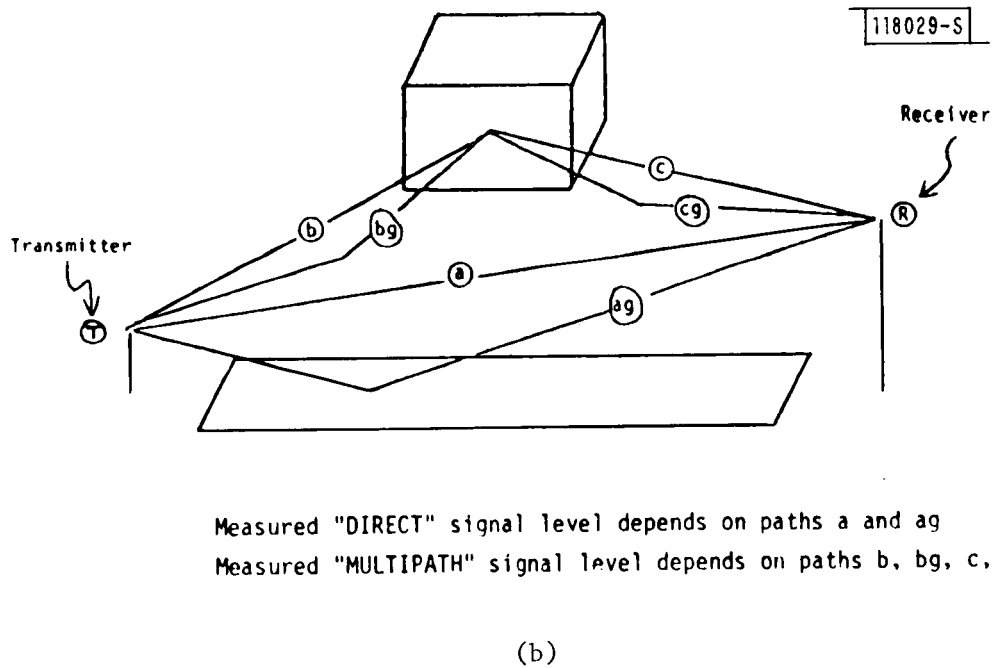 118029-S
Receiver
c
cg
R
b
bg
Transmitter
a
T
ag
Measured "DIRECT" signal level depends on paths a and ag
Measured "MULTIPATH" signal level depends on paths b, bg, c,
(b)